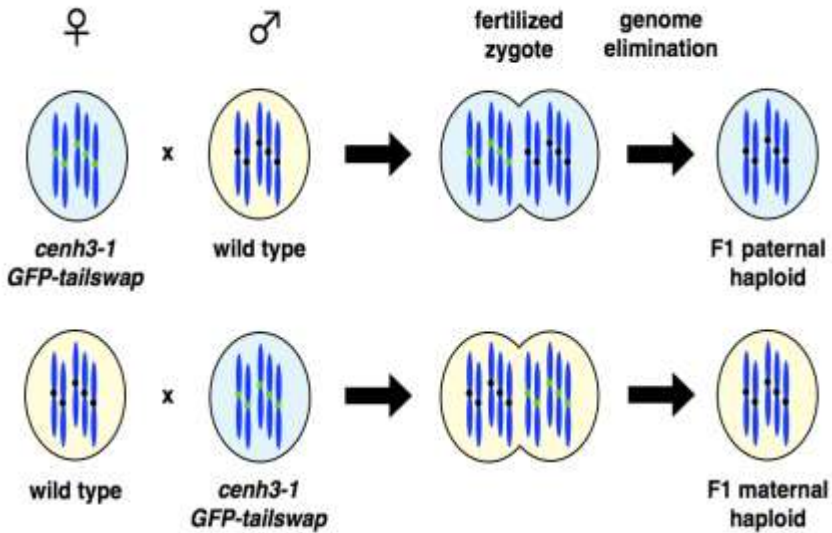 ♀ ♂ fertilized zygote genome elimination
x
cenh3-1
GFP-tailswap
wild type
F1 paternal
haploid
x
wild type
cenh3-1
GFP-tailswap
F1 maternal
haploid